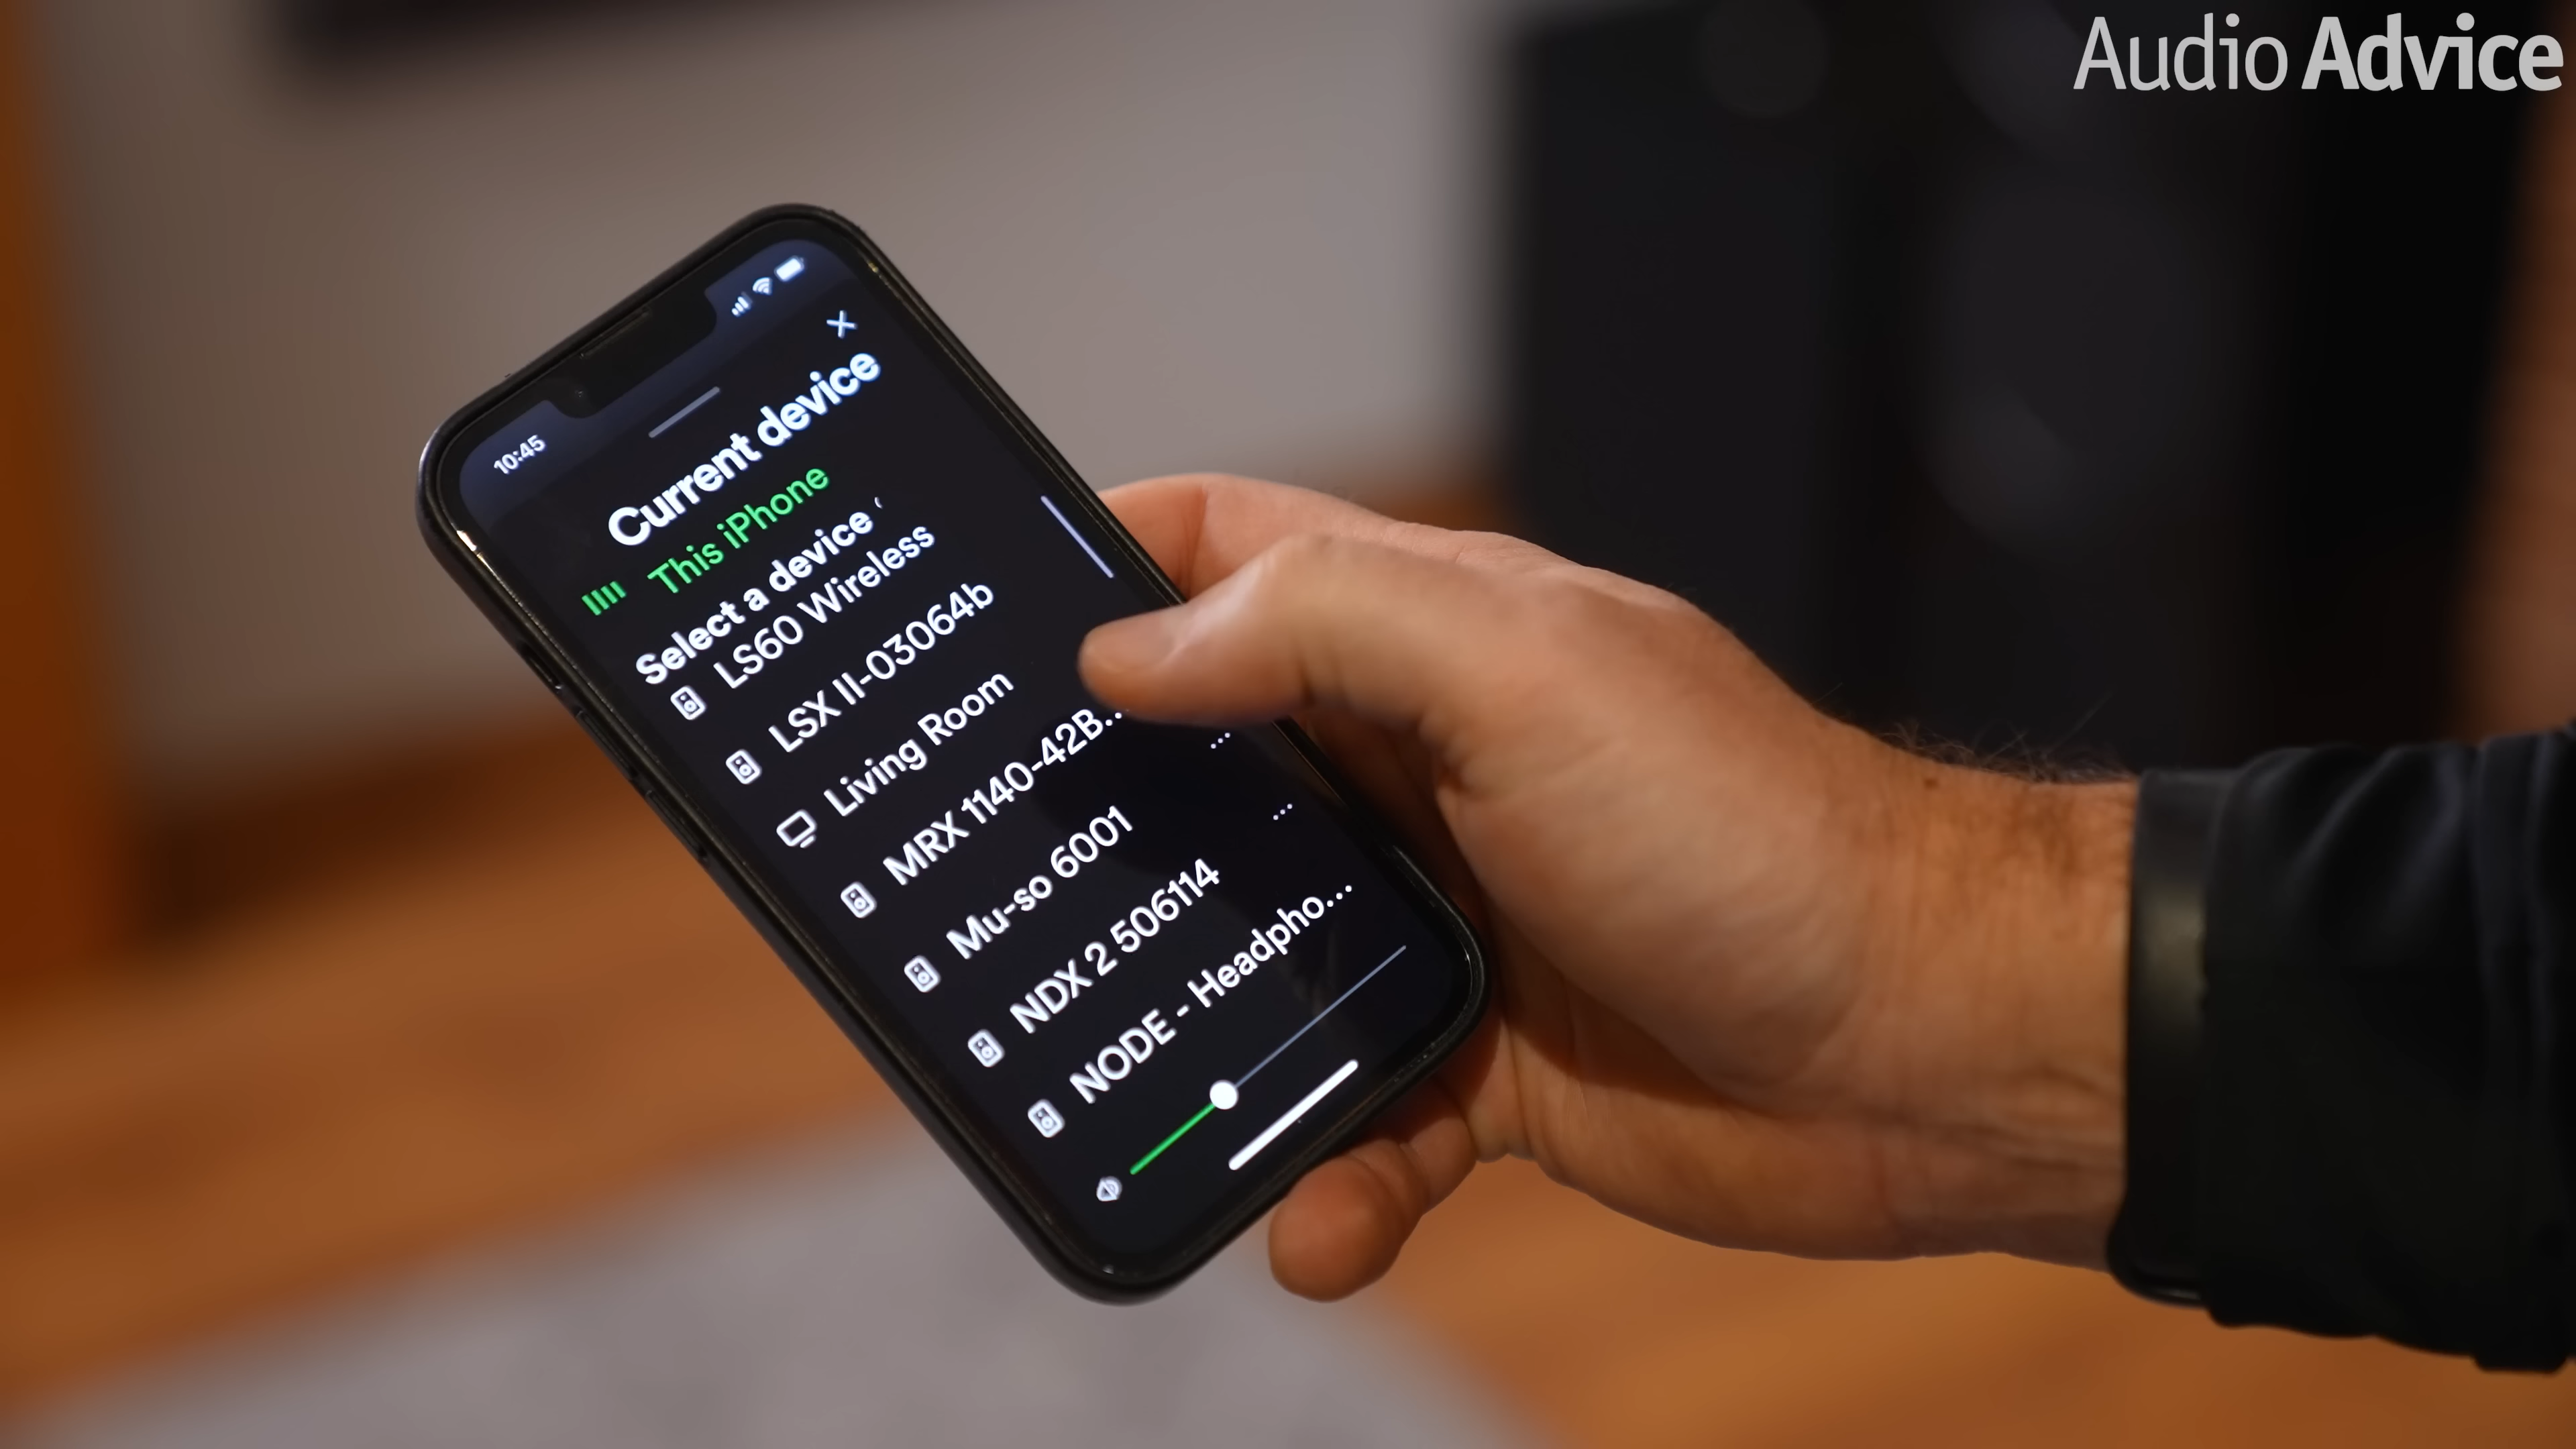 Audio Advice
10:45
Current device
This iPhone
Select a device
LS60 Wireless
LSX II-03064b
Living Room
MRX 1140-42B...
Mu-so 6001
NDX 2 506114
NODE - Headpho...